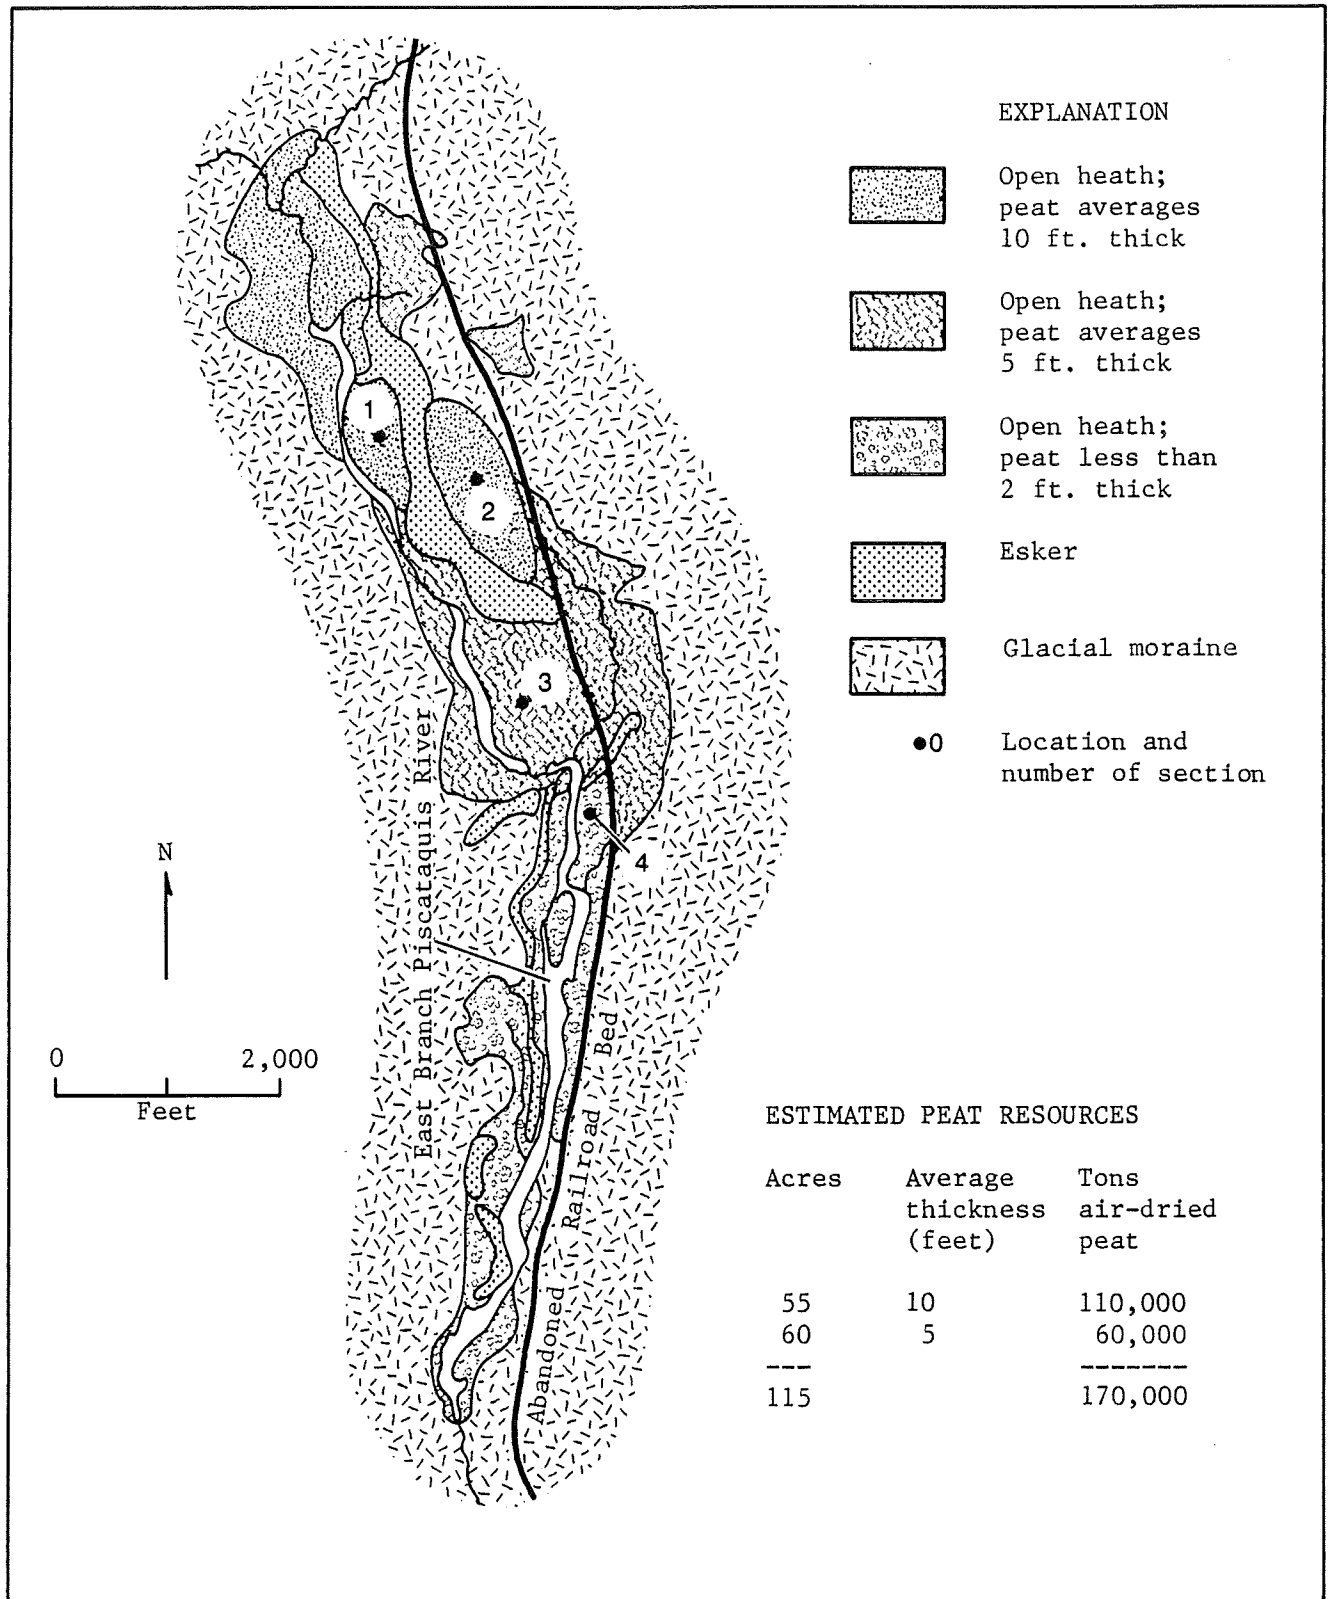 EXPLANATION
Open heath;
peat averages
10 ft. thick
Open heath;
peat averages
5 ft. thick
Open heath;
peat less than
2 ft. thick
Esker
Glacial moraine
0 Location and
number of section
1
2
3
4
East Branch Piscataquis River
Abandoned Railroad Bed
N
0 2,000
Feet
ESTIMATED PEAT RESOURCES
Acres Average Tons
thickness air-dried
(feet) peat
55 10 110,000
60 5 60,000
--- -------
115 170,000